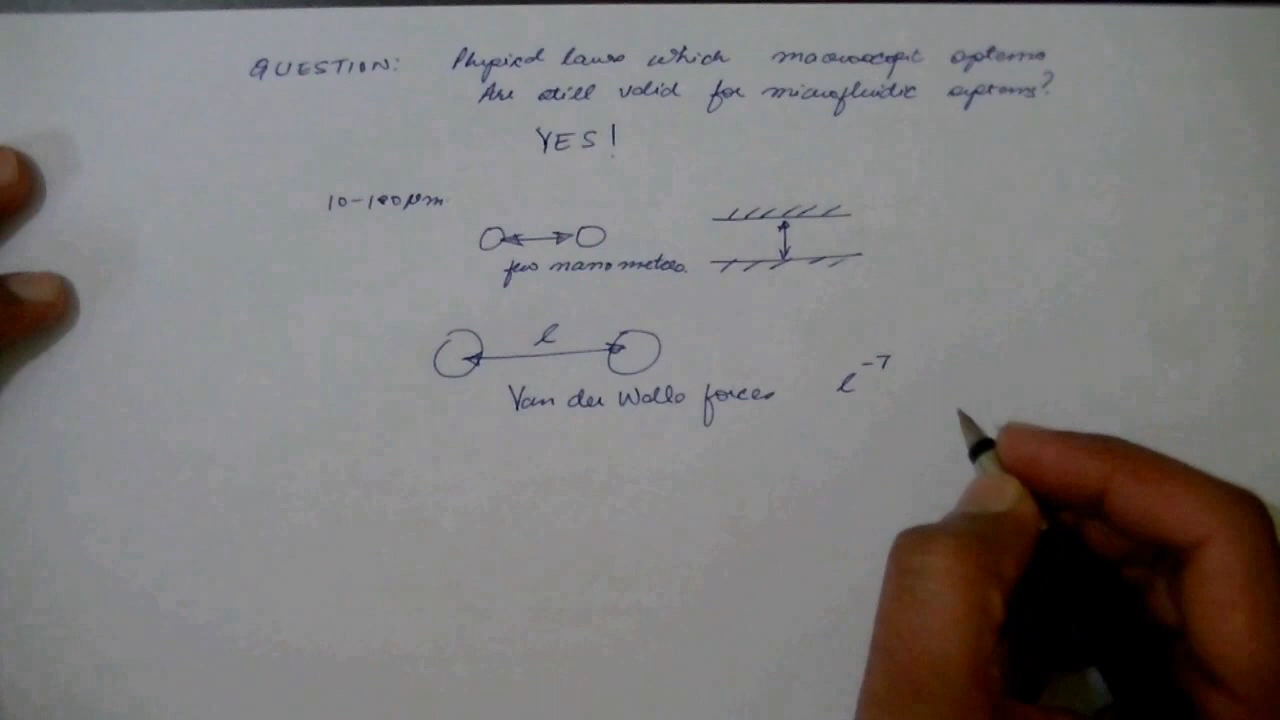 QUESTION: Physical laws which macroscopic systems
Are still valid for microfluidic systems?
YES!
10-100µm
few nanometers.
l
Van der Walls forces l⁻⁷